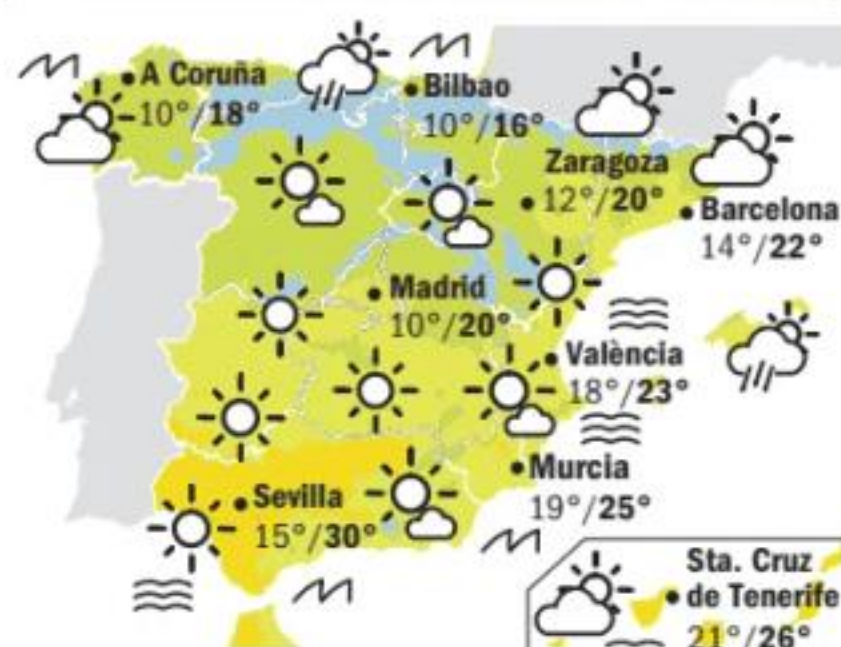 A Coruña
10°/18°
Bilbao
10°/16°
Zaragoza
12°/20°
Barcelona
14°/22°
Madrid
10°/20°
València
18°/23°
Murcia
19°/25°
Sevilla
15°/30°
Sta. Cruz
de Tenerife
21°/26°